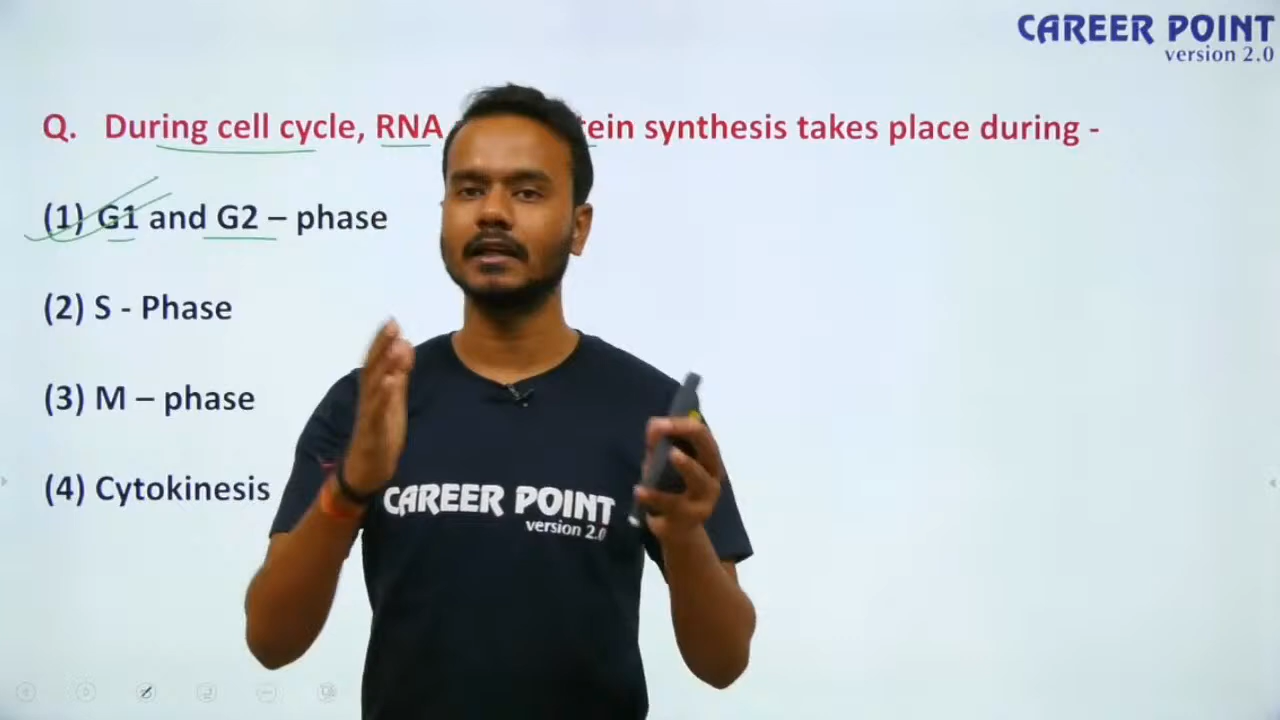 CAREER POINT
version 2.0
Q. During cell cycle, RNA tein synthesis takes place during -
(1) G1 and G2 – phase
(2) S - Phase
(3) M – phase
(4) Cytokinesis
CAREER POINT
version 2.0